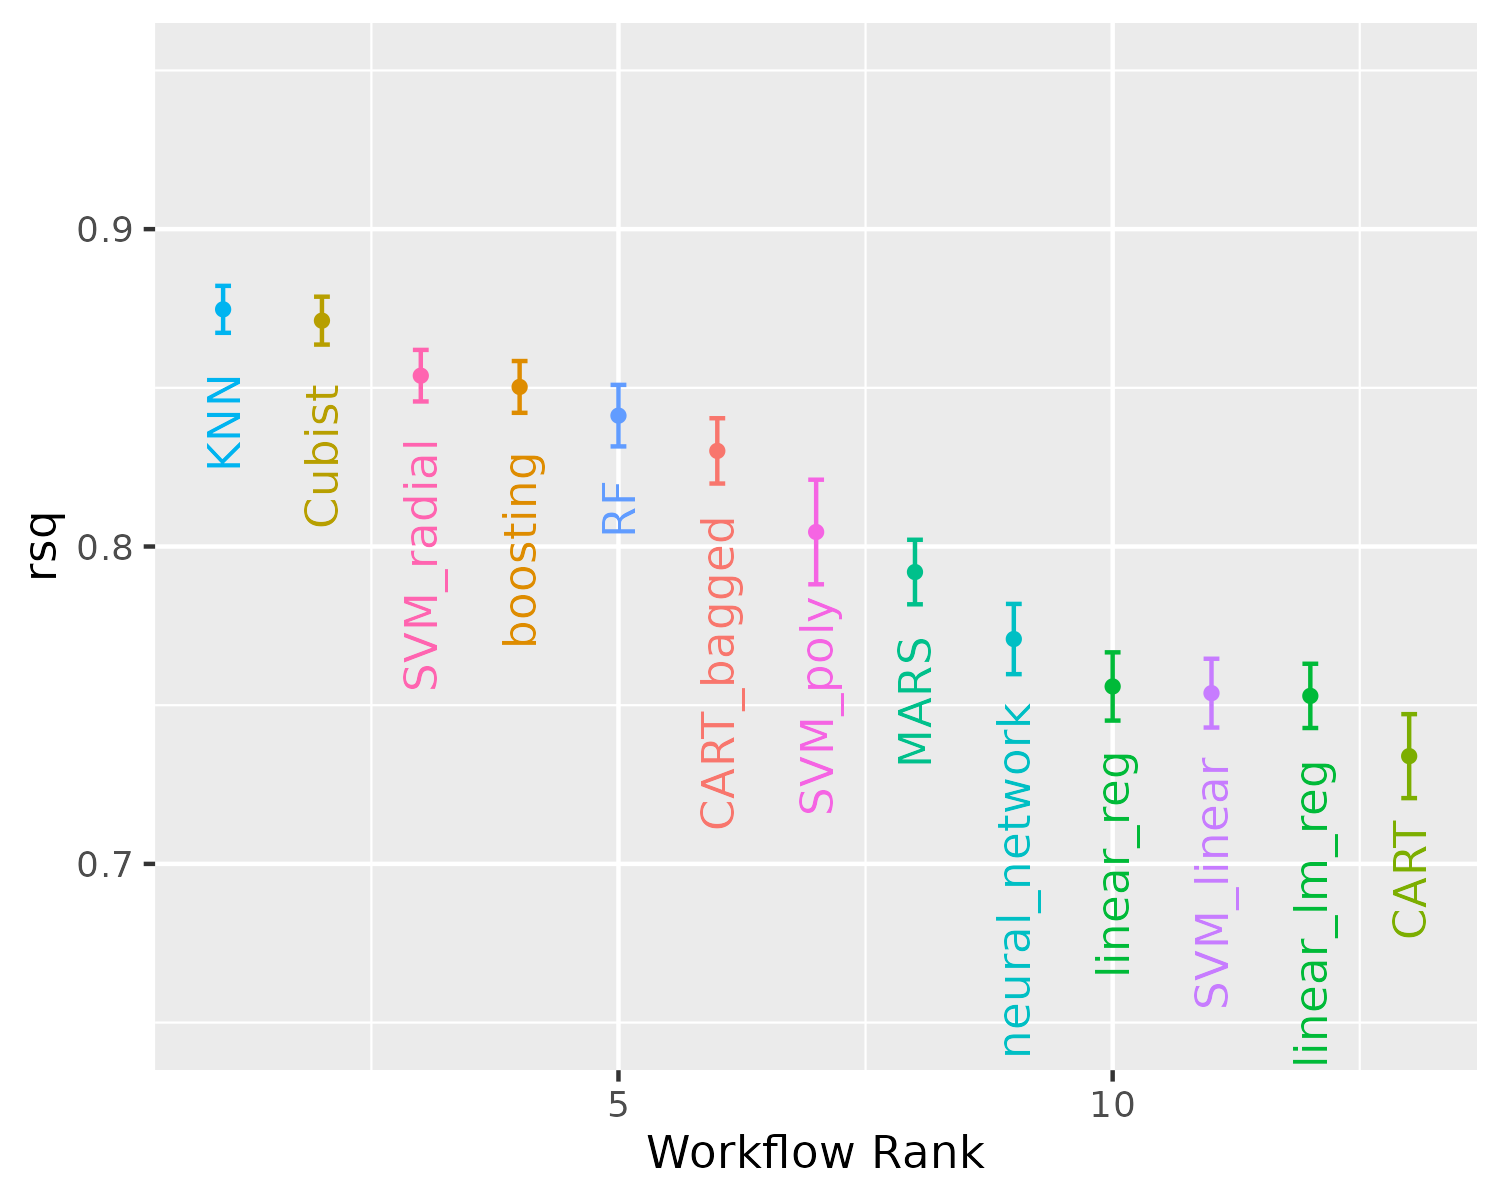 0.9
KNN
Cubist
SVM_radial
boosting
RF
CART_bagged
SVM_poly
MARS
neural_network
linear_reg
SVM_linear
linear_lm_reg
CART
rsq
0.8
0.7
5
10
Workflow Rank